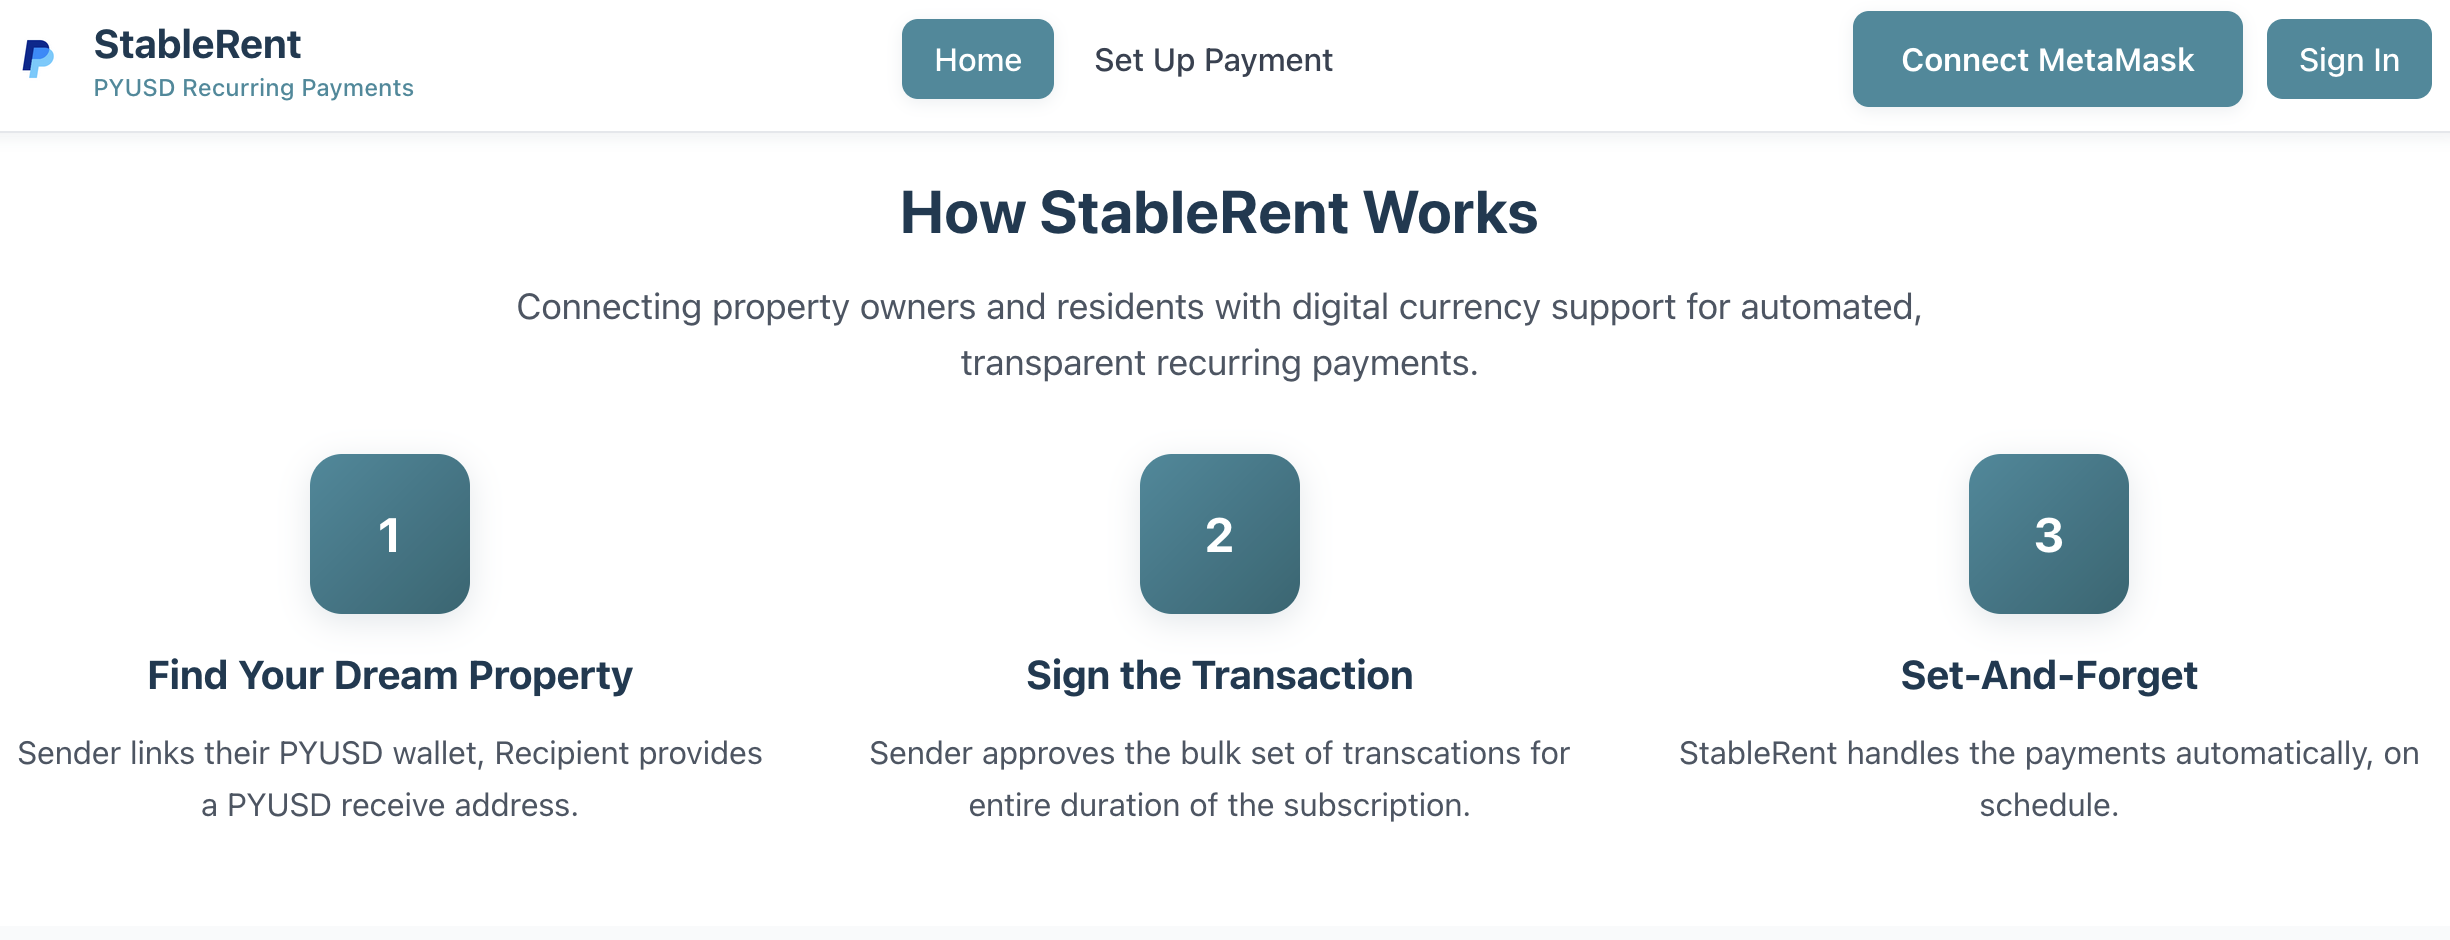 StableRent
PYUSD Recurring Payments
Home
Set Up Payment
Connect MetaMask
Sign In
How StableRent Works
Connecting property owners and residents with digital currency support for automated,
transparent recurring payments.
1
2
3
Find Your Dream Property
Sign the Transaction
Set-And-Forget
Sender links their PYUSD wallet, Recipient provides
a PYUSD receive address.
Sender approves the bulk set of transcations for
entire duration of the subscription.
StableRent handles the payments automatically, on
schedule.